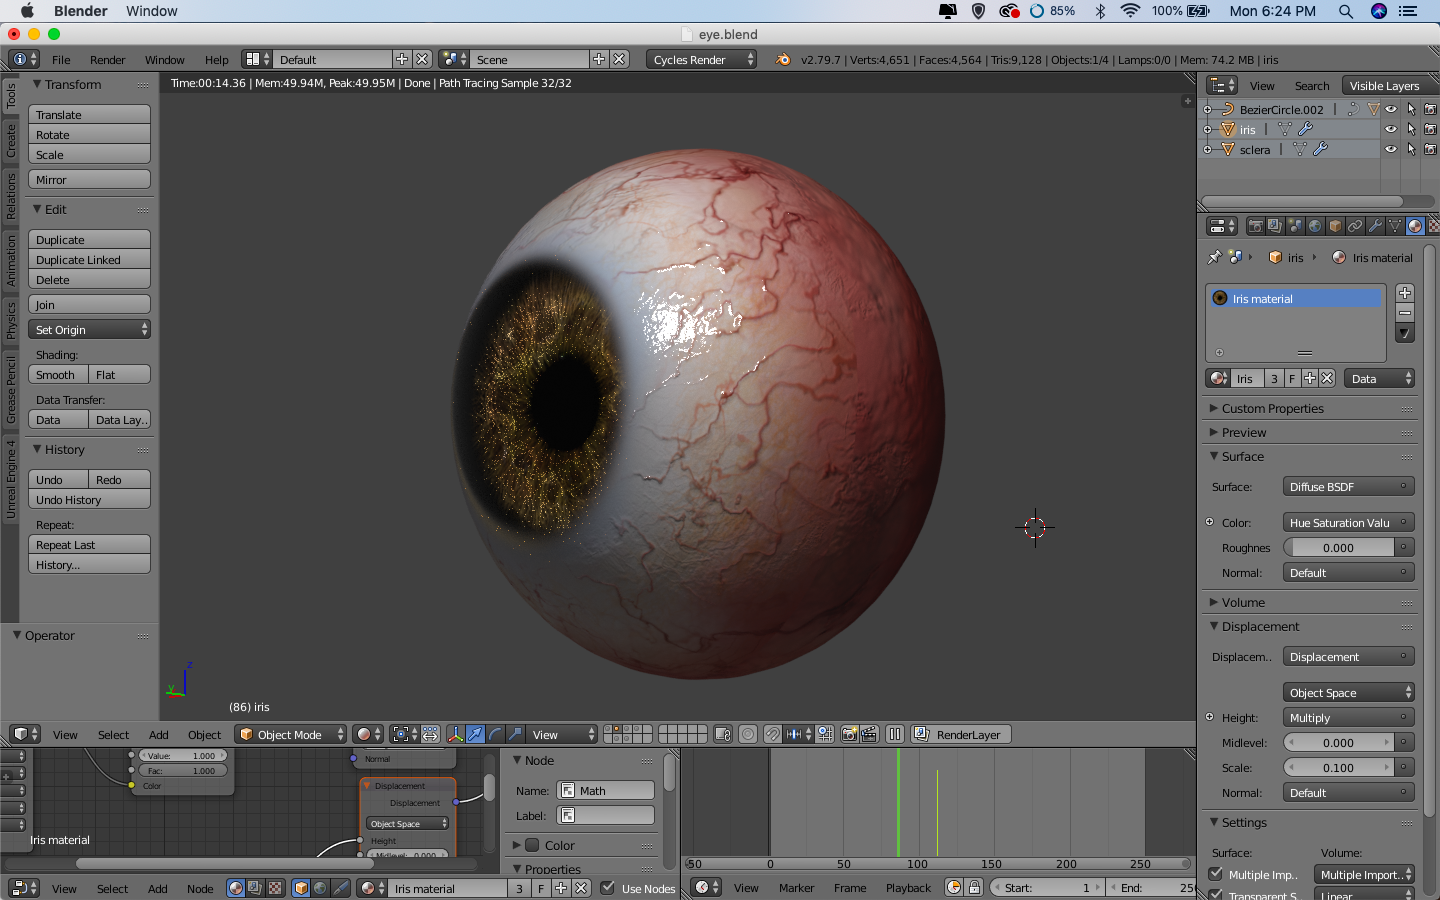 Blender Window 85% 100% Mon 6:24 PM
eye.blend
File Render Window Help Default Scene Cycles Render v2.79.7 | Verts:4,651 | Faces:4,564 | Tris:9,128 | Objects:1/4 | Lamps:0/0 | Mem: 74.2 MB | iris
Time:00:14.36 | Mem:49.94M, Peak:49.95M | Done | Path Tracing Sample 32/32
Tools
Create
Relations
Animation
Physics
Grease Pencil
Unreal Engine 4
Transform
Translate
Rotate
Scale
Mirror
Edit
Duplicate
Duplicate Linked
Delete
Join
Set Origin
Shading:
Smooth Flat
Data Transfer:
Data Data Lay..
History
Undo Redo
Undo History
Repeat:
Repeat Last
History...
Operator
z
y
(86) iris
View Select Add Object Object Mode View RenderLayer
View Search Visible Layers
BezierCircle.002 |
iris |
sclera |
iris Iris material
Iris material
Iris 3 F Data
Custom Properties
Preview
Surface
Surface: Diffuse BSDF
Color: Hue Saturation Valu
Roughnes 0.000
Normal: Default
Volume
Displacement
Displacem.. Displacement
Object Space
Height: Multiply
Midlevel: 0.000
Scale: 0.100
Normal: Default
Settings
Surface: Volume:
Multiple Imp.. Multiple Import..
Transparent S.. Linear
Value: 1.000
Fac: 1.000
Color
Normal
Displacement
Displacement
Object Space
Height
Midlevel: 0.000
Iris material
Node
Name: Math
Label:
Color
Properties
View Select Add Node Iris material 3 F Use Nodes
-50 0 50 100 150 200 250
View Marker Frame Playback Start: 1 End: 25